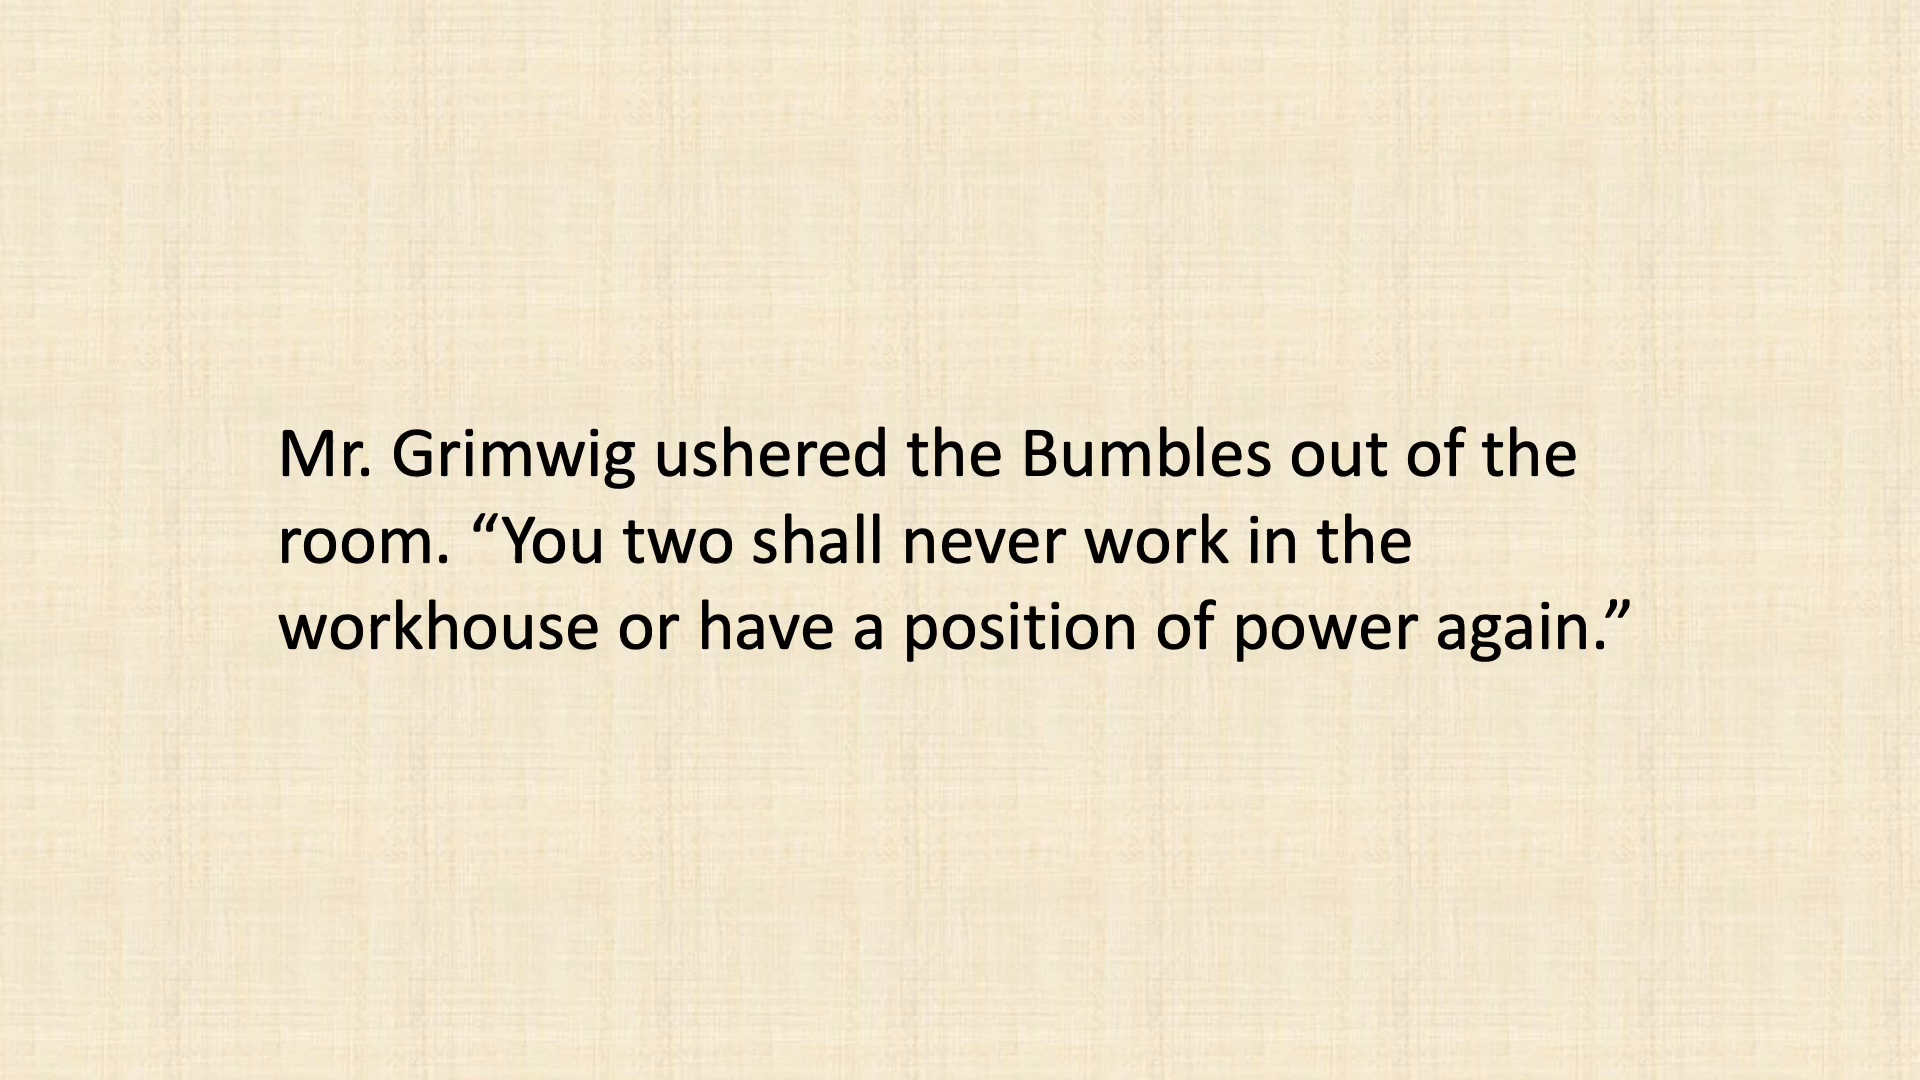 Mr. Grimwig ushered the Bumbles out of the
room. “You two shall never work in the
workhouse or have a position of power again.”